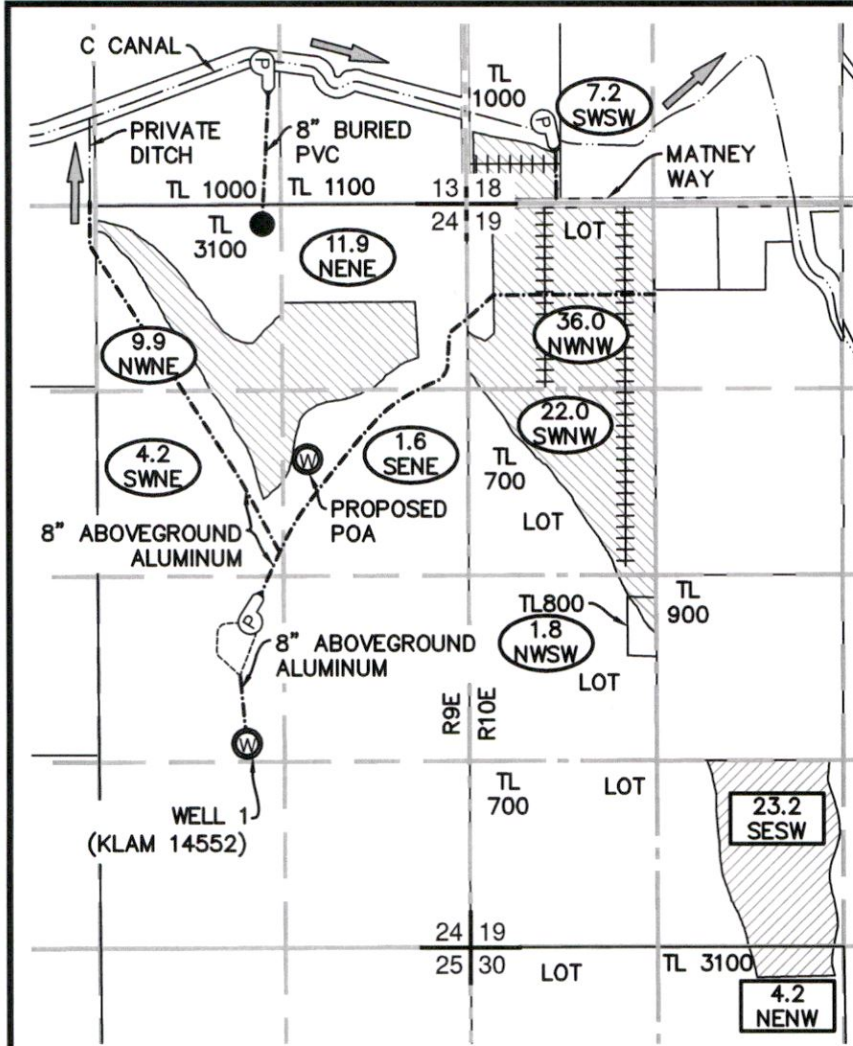 C CANAL
TL
1000
7.2
SWSW
PRIVATE
DITCH
8" BURIED
PVC
MATNEY
WAY
TL 1000
TL 1100
13
18
24
19
TL
3100
LOT
11.9
NENE
9.9
NWNE
36.0
NWNW
22.0
SWNW
4.2
SWNE
1.6
SENE
TL
700
W
PROPOSED
POA
LOT
8" ABOVEGROUND
ALUMINUM
P
P
P
TL800
TL
900
1.8
NWSW
8" ABOVEGROUND
ALUMINUM
LOT
R9E
R10E
W
WELL 1
(KLAM 14552)
TL
700
LOT
23.2
SESW
24
19
25
30
LOT
TL 3100
4.2
NENW